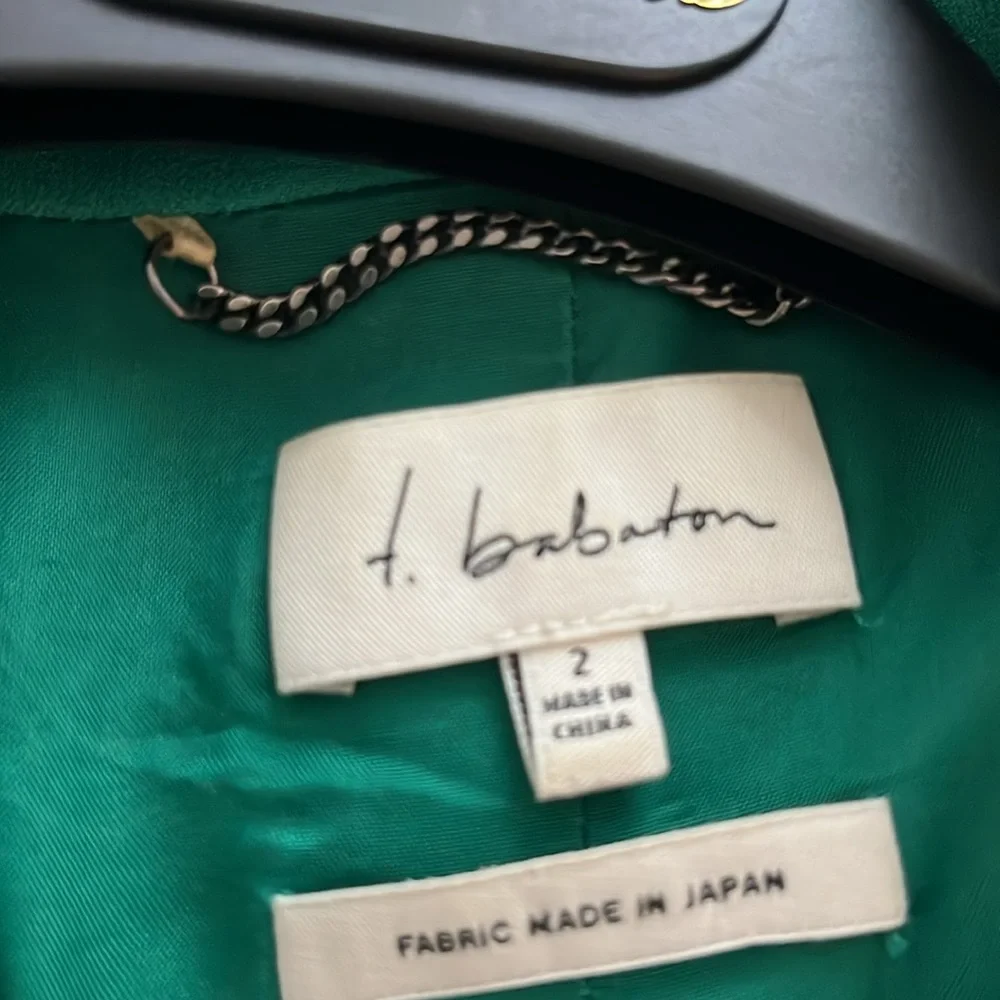 t. babaton
2
MADE IN
CHINA
FABRIC MADE IN JAPAN